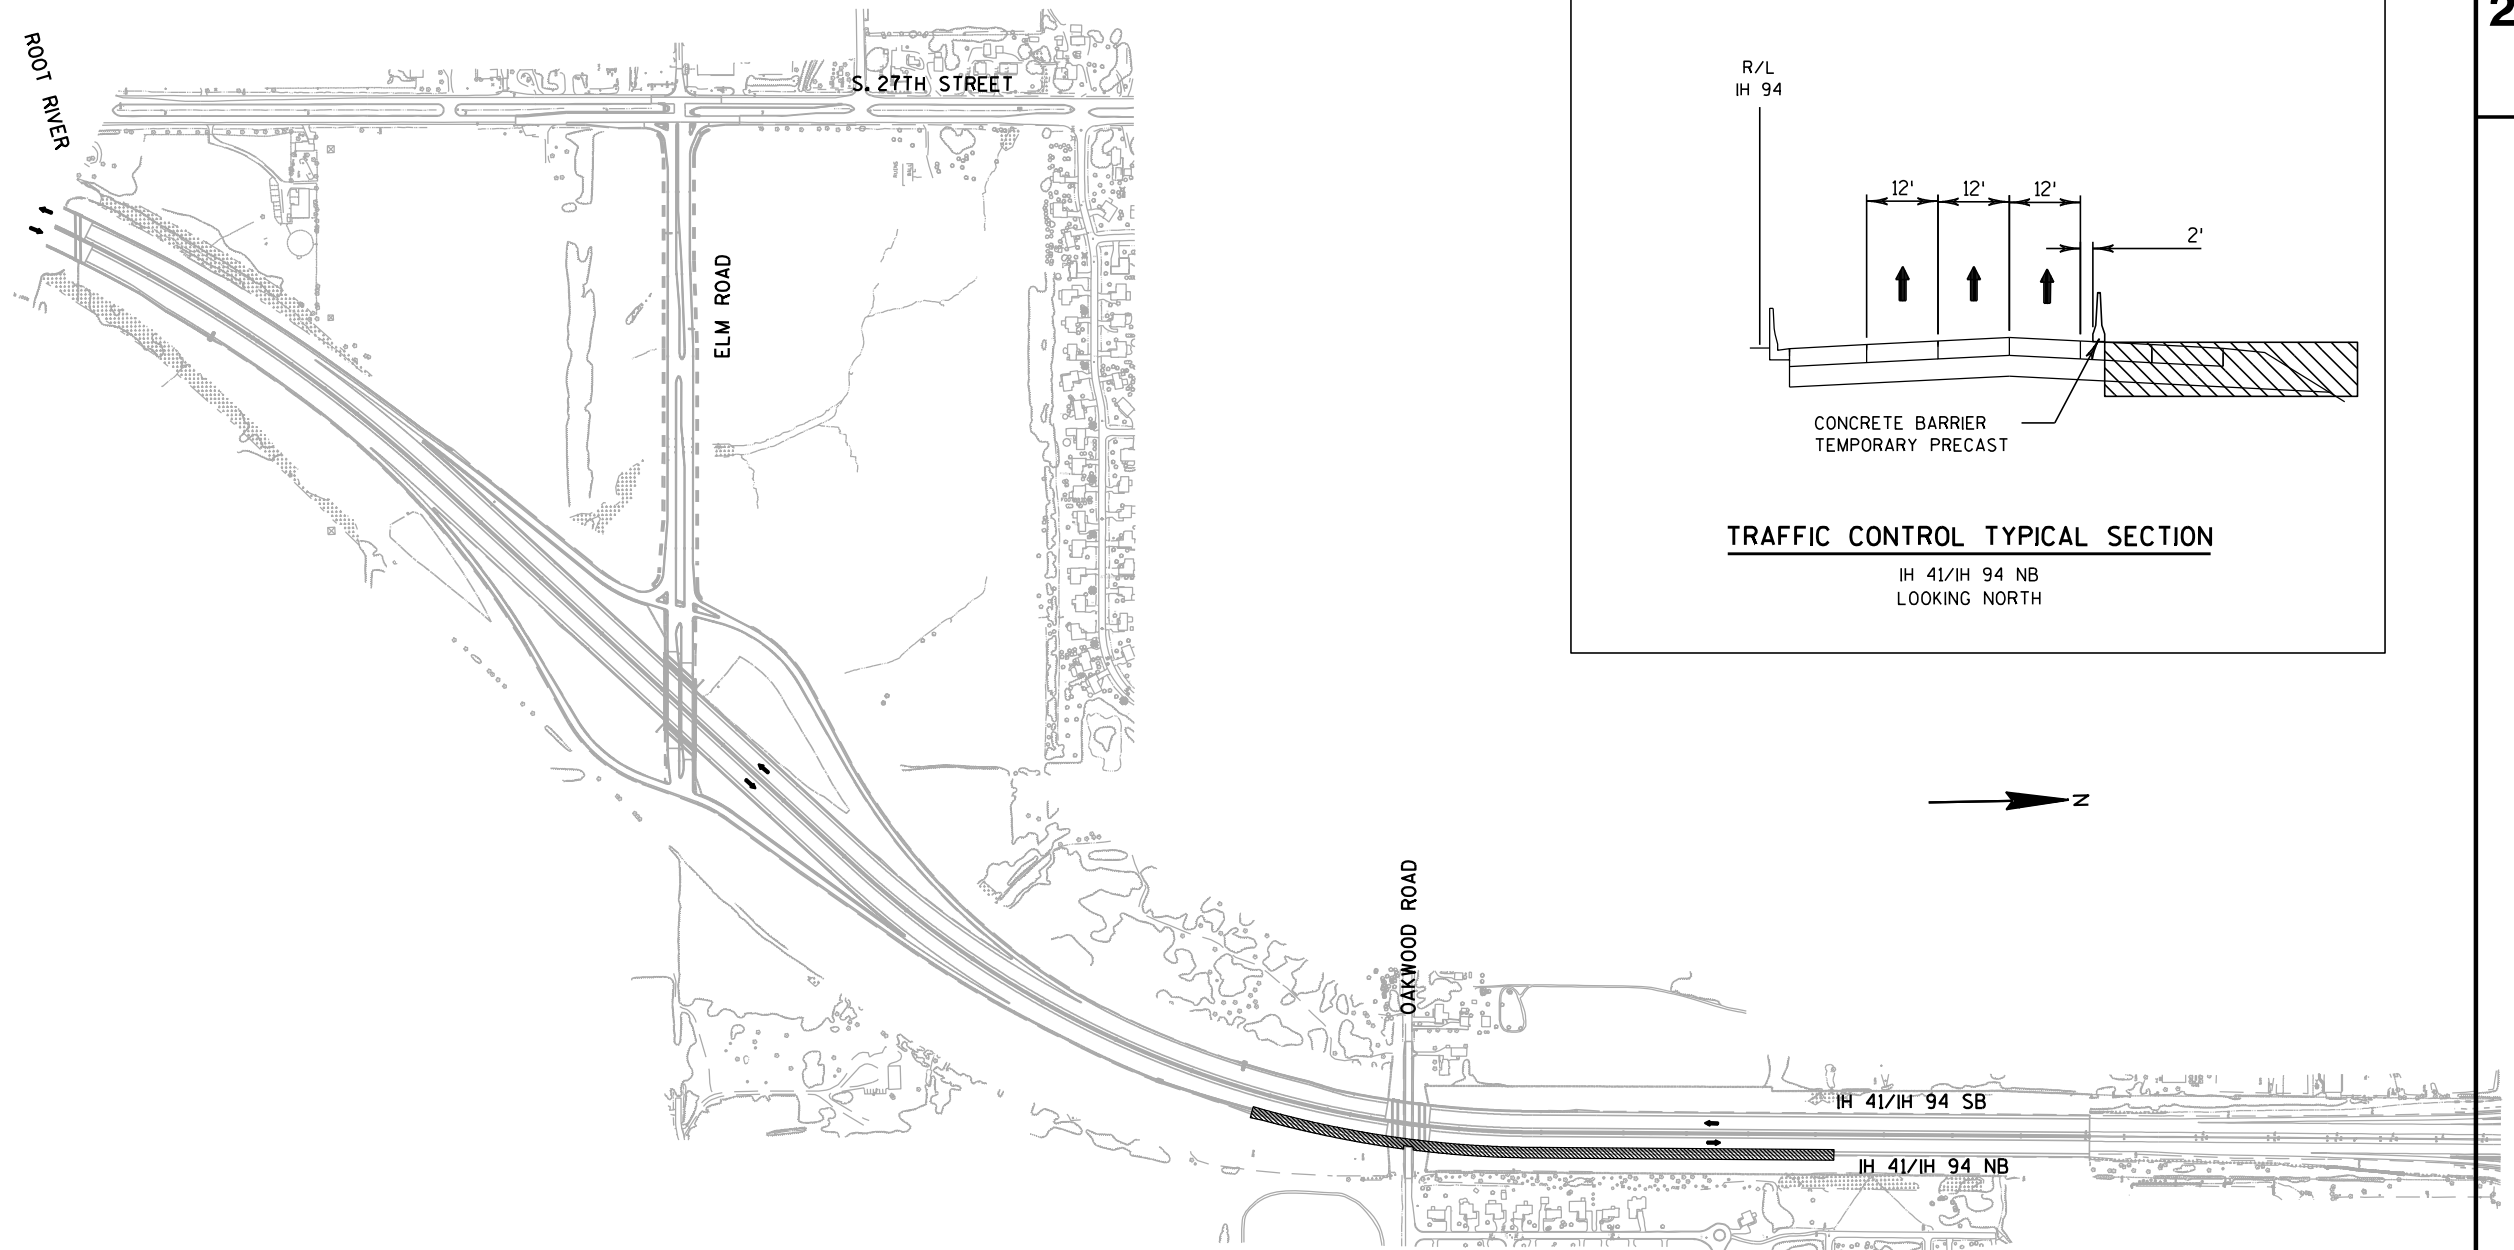 2
ROOT RIVER
S. 27TH STREET
ELM ROAD
OAKWOOD ROAD
IH 41/IH 94 SB
IH 41/IH 94 NB
N
R/L
IH 94
12' 12' 12'
2'
CONCRETE BARRIER
TEMPORARY PRECAST
TRAFFIC CONTROL TYPICAL SECTION
IH 41/IH 94 NB
LOOKING NORTH